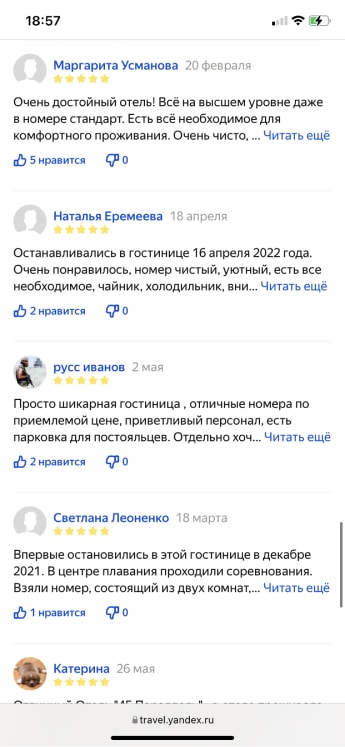 18:57
Маргарита Усманова 20 февраля
Очень достойный отель! Всё на высшем уровне даже
в номере стандарт. Есть всё необходимое для
комфортного проживания. Очень чисто, ... Читать ещё
5 нравится 0
Наталья Еремеева 18 апреля
Останавливались в гостинице 16 апреля 2022 года.
Очень понравилось, номер чистый, уютный, есть все
необходимое, чайник, холодильник, вни... Читать ещё
2 нравится 0
русс иванов 2 мая
Просто шикарная гостиница , отличные номера по
приемлемой цене, приветливый персонал, есть
парковка для постояльцев. Отдельно хоч... Читать ещё
2 нравится 0
Светлана Леоненко 18 марта
Впервые остановились в этой гостинице в декабре
2021. В центре плавания проходили соревнования.
Взяли номер, состоящий из двух комнат,... Читать ещё
1 нравится 0
Катерина 26 мая
travel.yandex.ru